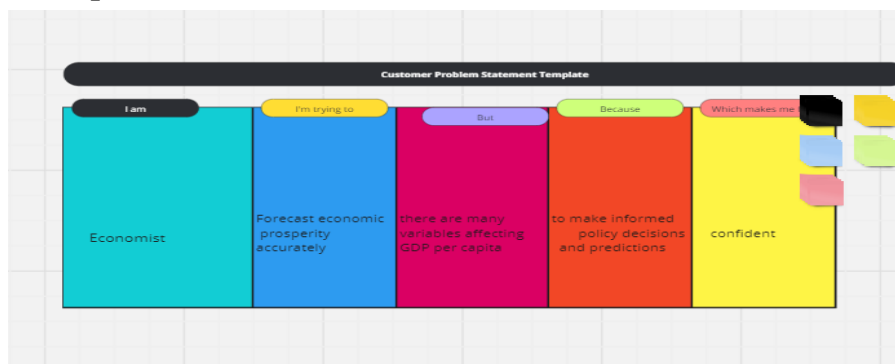 Customer Problem Statement Template
I am
I'm trying to
But
Because
Which makes me
Economist
Forecast economic
prosperity
accurately
there are many
variables affecting
GDP per capita
to make informed
policy decisions
and predictions
confident